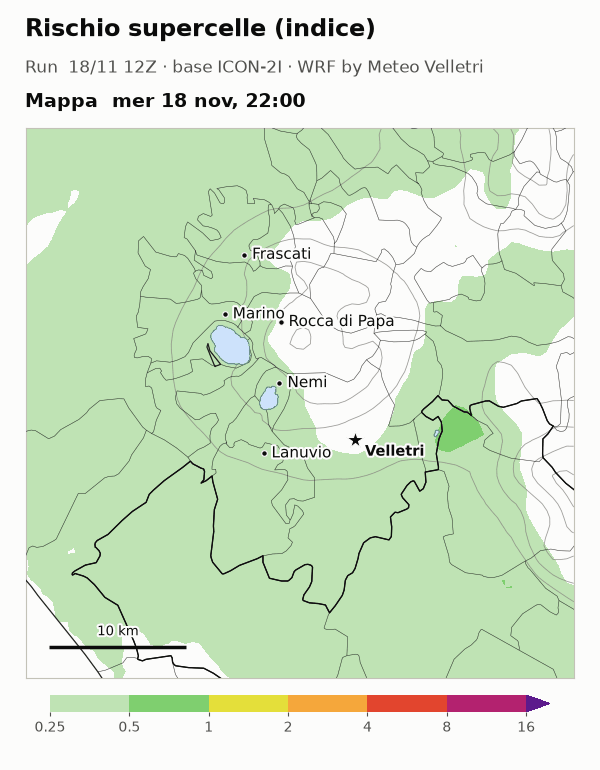 Rischio supercelle (indice)
Run  18/11 12Z · base ICON-2I · WRF by Meteo Velletri
Mappa  mer 18 nov, 22:00
Frascati
Marino
Rocca di Papa
Nemi
Velletri
Lanuvio
10 km
0.25 0.5 1 2 4 8 16